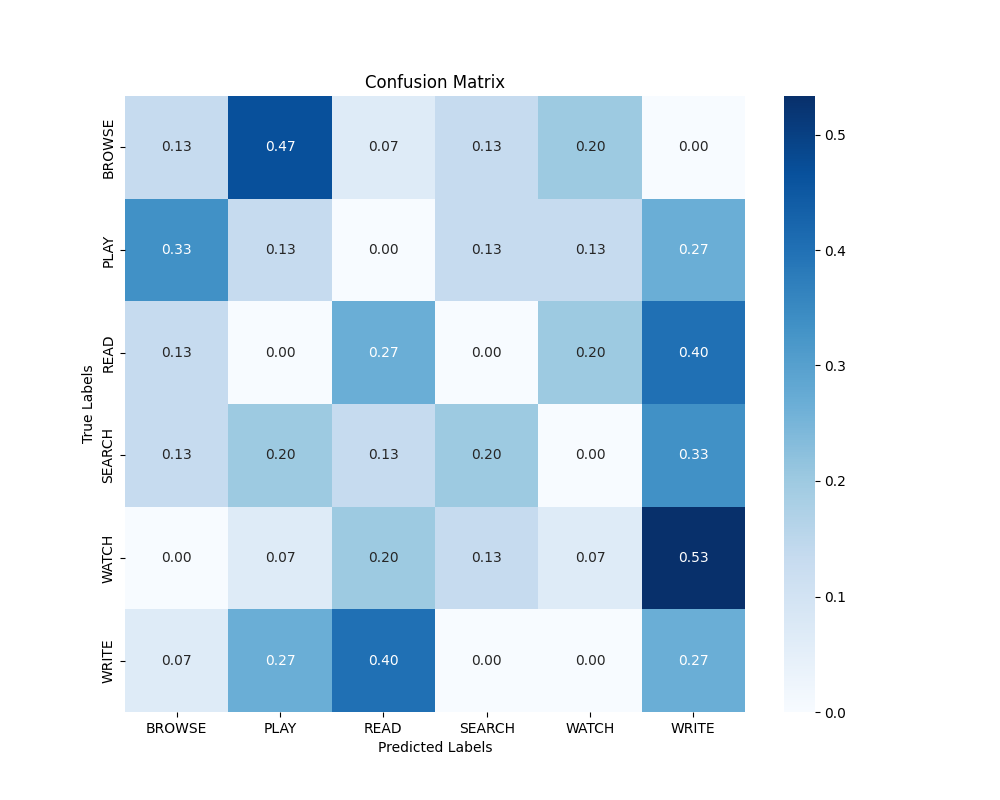 Confusion Matrix
BROWSE 0.13 0.47 0.07 0.13 0.20 0.00
PLAY 0.33 0.13 0.00 0.13 0.13 0.27
READ 0.13 0.00 0.27 0.00 0.20 0.40
SEARCH 0.13 0.20 0.13 0.20 0.00 0.33
WATCH 0.00 0.07 0.20 0.13 0.07 0.53
WRITE 0.07 0.27 0.40 0.00 0.00 0.27
BROWSE PLAY READ SEARCH WATCH WRITE
Predicted Labels
True Labels
0.5
0.4
0.3
0.2
0.1
0.0